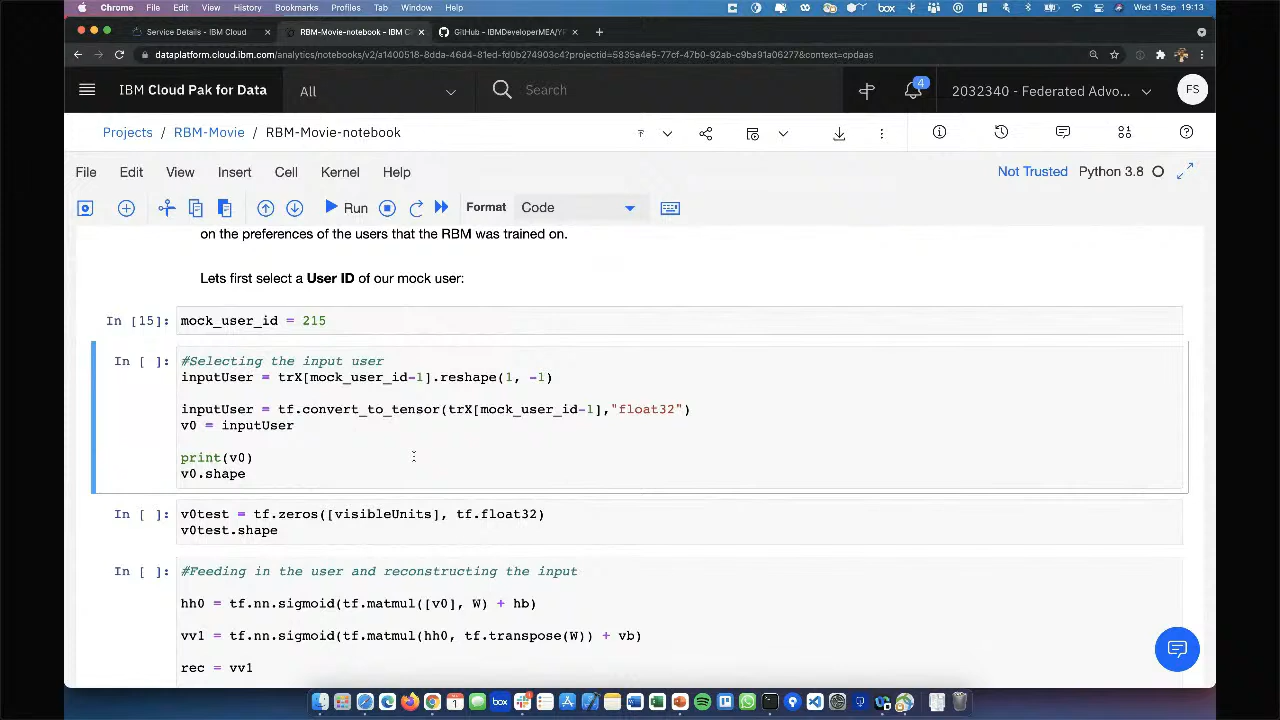 Chrome File Edit View History Bookmarks Profiles Tab Window Help box Wed 1 Sep 19:13
Service Details - IBM Cloud RBM-Movie-notebook - IBM C GitHub - IBMDeveloperMEA/YF
dataplatform.cloud.ibm.com/analytics/notebooks/v2/a1400518-8dda-46d4-81ed-fd0b274903c4?projectid=5835a4e5-77cf-47b0-92ab-c9ba91a06277&context=cpdaas
IBM Cloud Pak for Data All Search 4 2032340 - Federated Advo... FS
Projects / RBM-Movie / RBM-Movie-notebook
File Edit View Insert Cell Kernel Help Not Trusted Python 3.8
Run Format Code
on the preferences of the users that the RBM was trained on.
Lets first select a User ID of our mock user:
In [15]: mock_user_id = 215
In [ ]: #Selecting the input user
inputUser = trX[mock_user_id-1].reshape(1, -1)
inputUser = tf.convert_to_tensor(trX[mock_user_id-1],"float32")
v0 = inputUser
print(v0)
v0.shape
In [ ]: v0test = tf.zeros([visibleUnits], tf.float32)
v0test.shape
In [ ]: #Feeding in the user and reconstructing the input
hh0 = tf.nn.sigmoid(tf.matmul([v0], W) + hb)
vv1 = tf.nn.sigmoid(tf.matmul(hh0, tf.transpose(W)) + vb)
rec = vv1
box